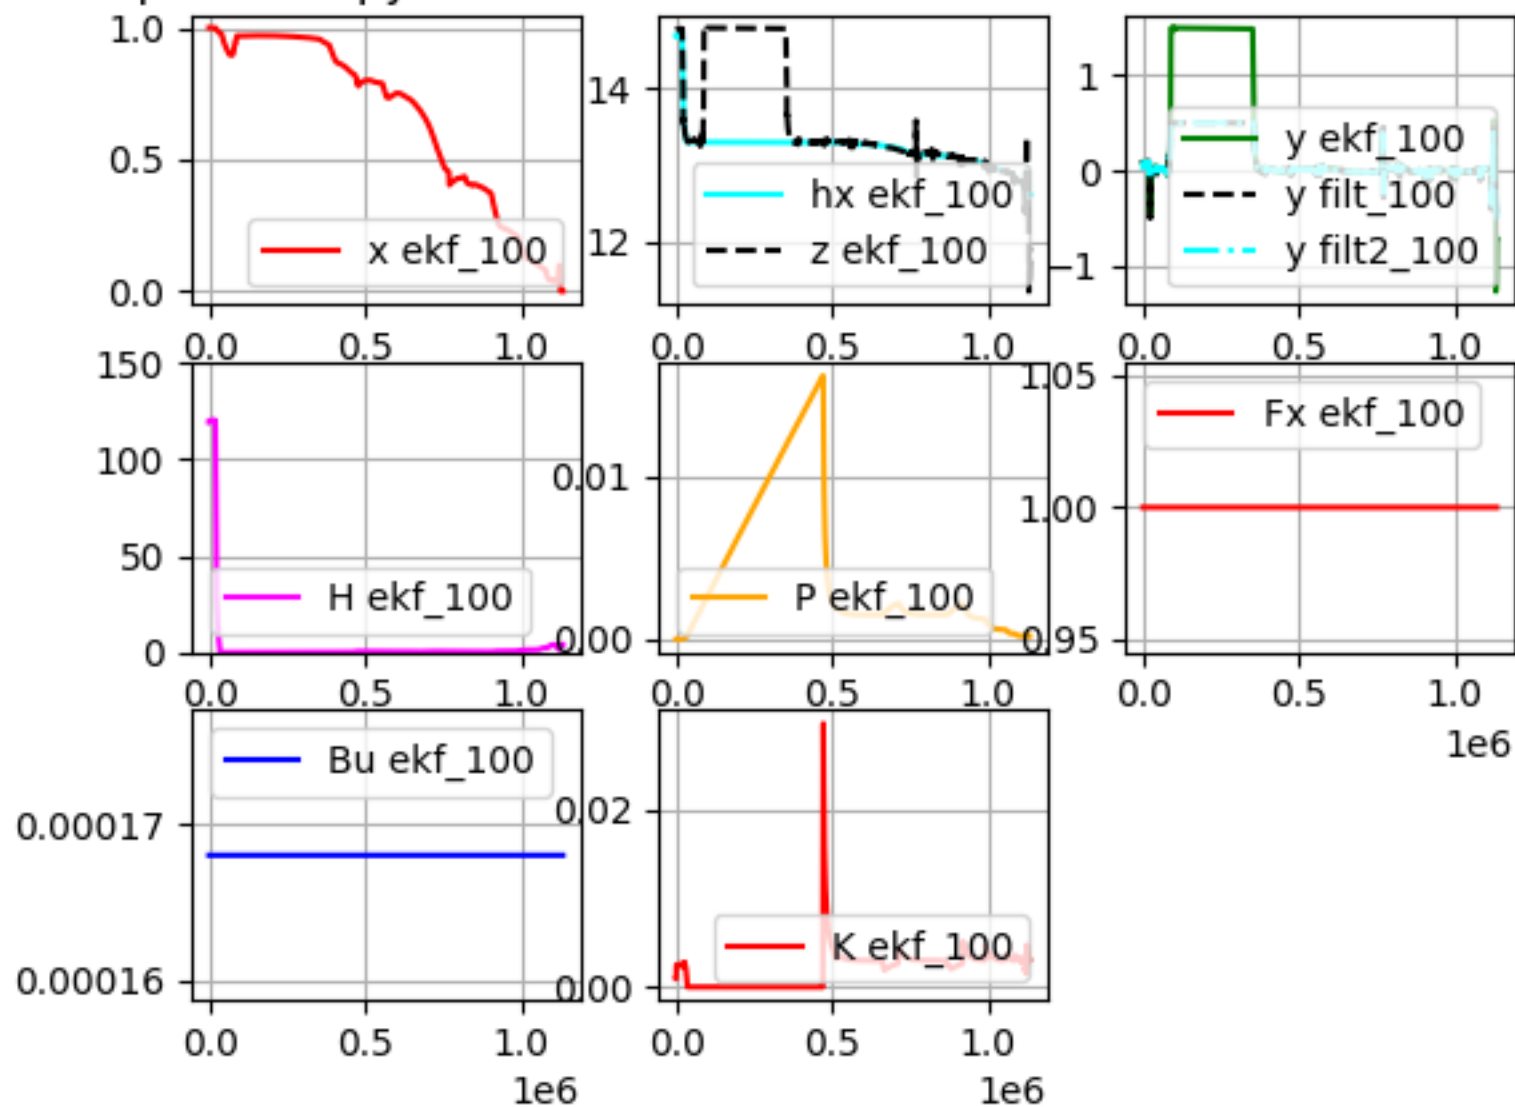 1.0
0.5
0.0
x ekf_100
0.0 0.5 1.0
14
12
hx ekf_100
z ekf_100
0.0 0.5 1.0
1
0
−1
y ekf_100
y filt_100
y filt2_100
0.0 0.5 1.0
150
100
50
0
H ekf_100
0.0 0.5 1.0
0.01
0.00
P ekf_100
0.0 0.5 1.0
1.05
1.00
0.95
Fx ekf_100
0.0 0.5 1.0
1e6
0.00017
0.00016
Bu ekf_100
0.0 0.5 1.0
1e6
0.02
0.00
K ekf_100
0.0 0.5 1.0
1e6